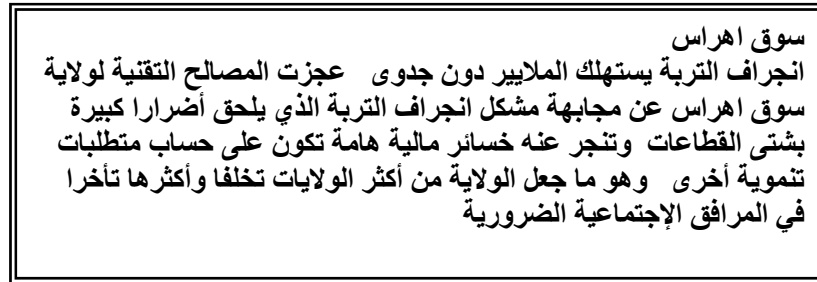 سوق اهراس
انجراف التربة يستهلك الملايير دون جدوى   عجزت المصالح التقنية لولاية
سوق اهراس عن مجابهة مشكل انجراف التربة الذي يلحق أضرارا كبيرة
بشتى القطاعات  وتنجر عنه خسائر مالية هامة تكون على حساب متطلبات
تنموية أخرى   وهو ما جعل الولاية من أكثر الولايات تخلفا وأكثرها تأخرا
في المرافق الإجتماعية الضرورية